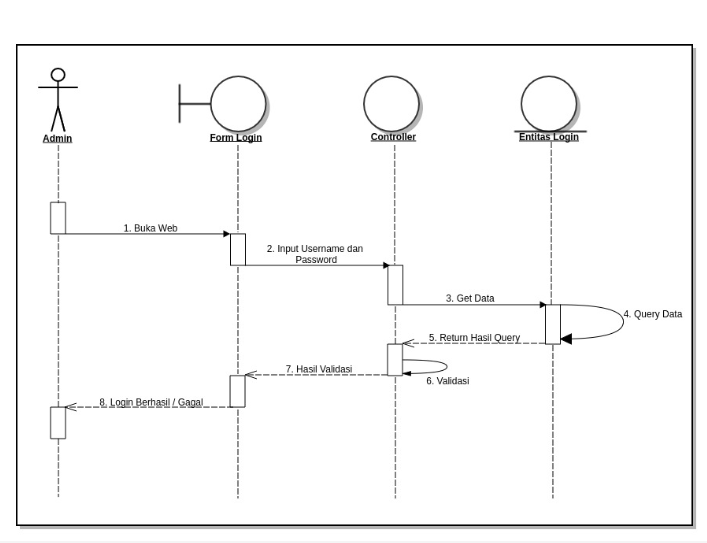 Admin
Form Login
Controller
Entitas Login
1. Buka Web
2. Input Username dan
Password
3. Get Data
4. Query Data
5. Return Hasil Query
6. Validasi
7. Hasil Validasi
8. Login Berhasil / Gagal